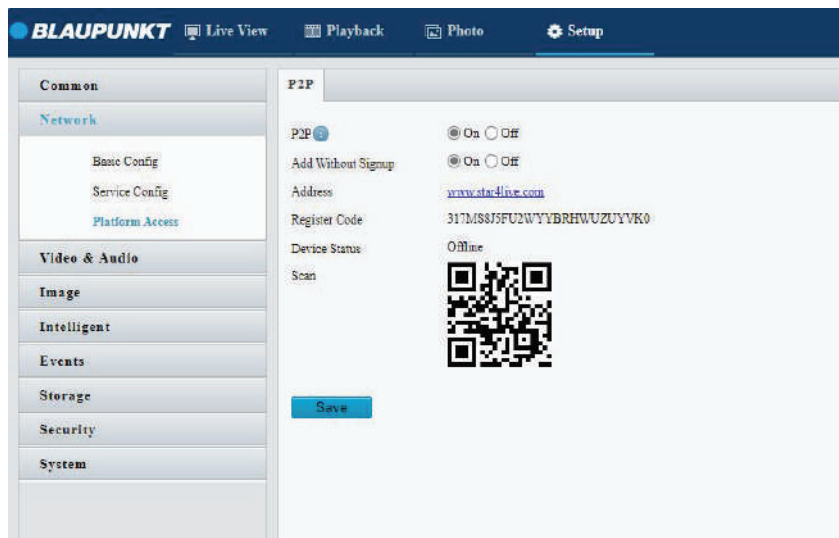 BLAUPUNKT Live View Playback Photo Setup
Common
Network
Basic Config
Service Config
Platform Access
Video & Audio
Image
Intelligent
Events
Storage
Security
System
P2P
P2P On Off
Add Without Signup On Off
Address www.star4live.com
Register Code 317MS8J5FU2WYYBRHWUZUYVK0
Device Status Offline
Scan
Save